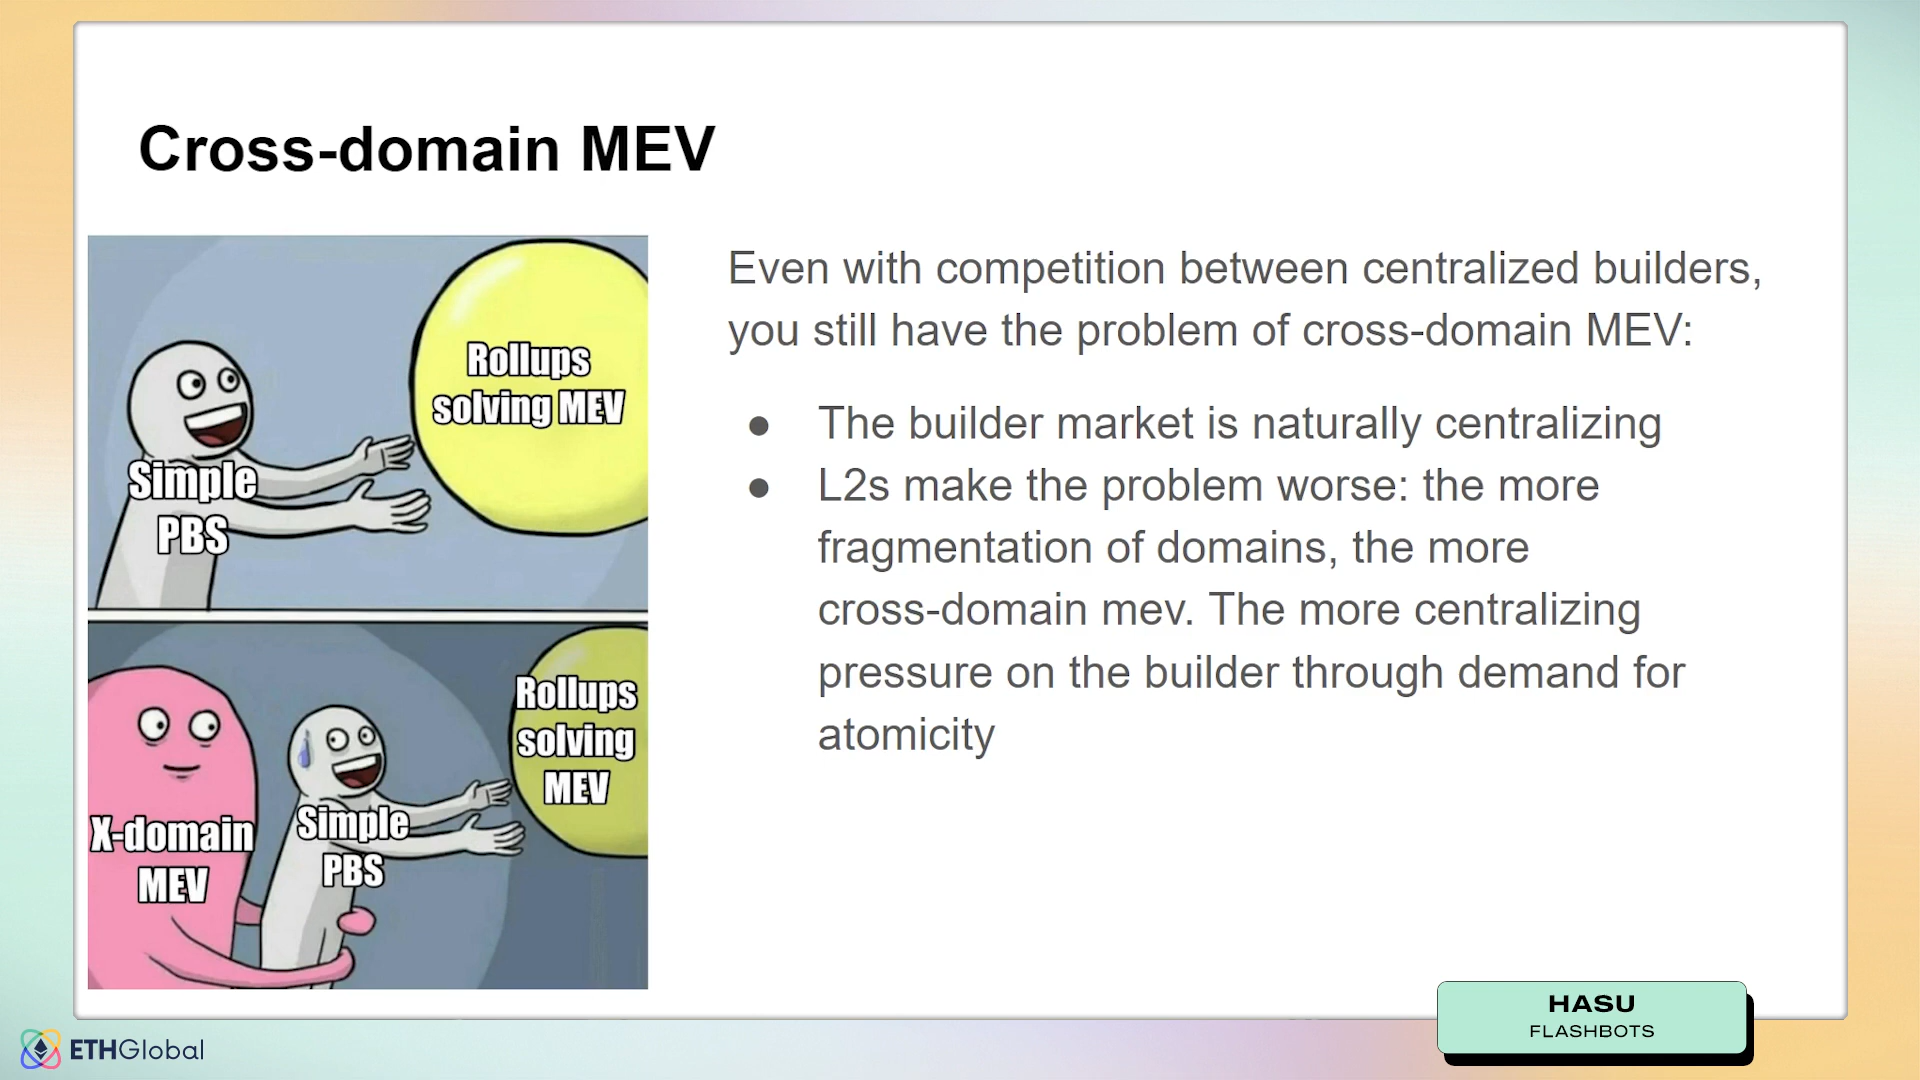 Cross-domain MEV
Rollups
solving MEV
Simple
PBS
Rollups
solving
MEV
X-domain
MEV
Simple
PBS
Even with competition between centralized builders,
you still have the problem of cross-domain MEV:
● The builder market is naturally centralizing
● L2s make the problem worse: the more
fragmentation of domains, the more
cross-domain mev. The more centralizing
pressure on the builder through demand for
atomicity
HASU
FLASHBOTS
ETHGlobal